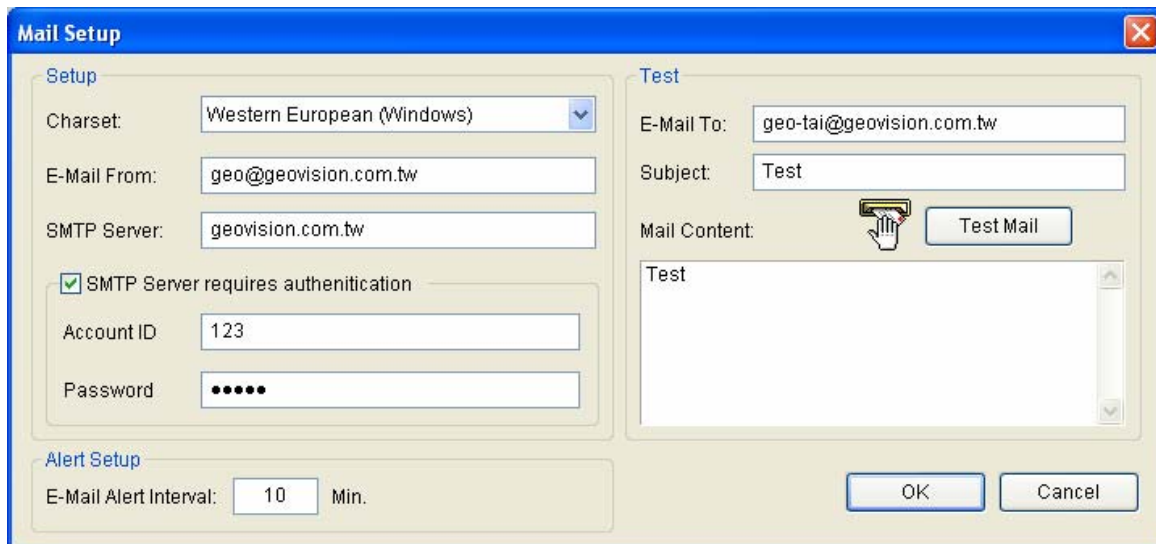 Mail Setup
Setup
Charset: Western European (Windows)
E-Mail From: geo@geovision.com.tw
SMTP Server: geovision.com.tw
SMTP Server requires authenitication
Account ID 123
Password •••••
Alert Setup
E-Mail Alert Interval: 10 Min.
Test
E-Mail To: geo-tai@geovision.com.tw
Subject: Test
Mail Content: Test Mail
Test
OK Cancel